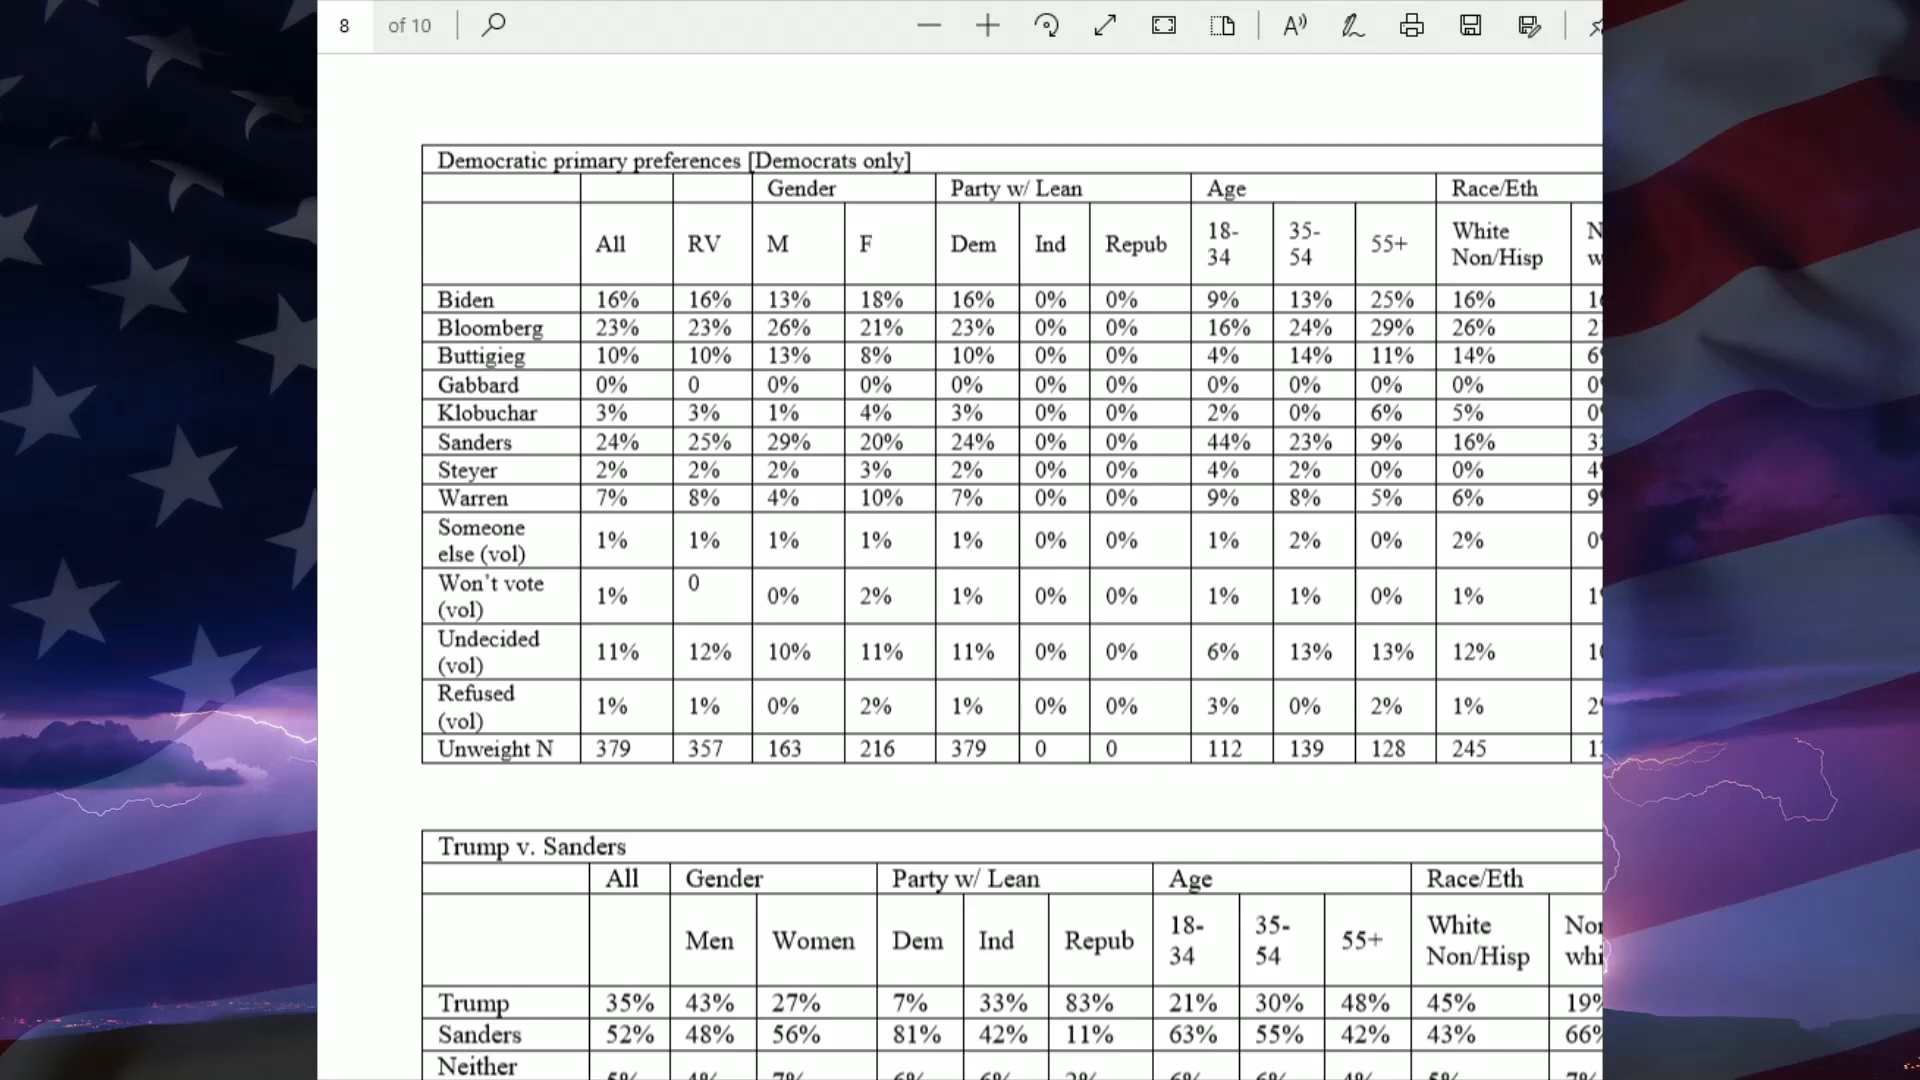 8 of 10
Democratic primary preferences [Democrats only]
Gender Party w/ Lean Age Race/Eth
All RV M F Dem Ind Repub 18-34 35-54 55+ White Non/Hisp
Biden 16% 16% 13% 18% 16% 0% 0% 9% 13% 25% 16%
Bloomberg 23% 23% 26% 21% 23% 0% 0% 16% 24% 29% 26%
Buttigieg 10% 10% 13% 8% 10% 0% 0% 4% 14% 11% 14%
Gabbard 0% 0 0% 0% 0% 0% 0% 0% 0% 0% 0%
Klobuchar 3% 3% 1% 4% 3% 0% 0% 2% 0% 6% 5%
Sanders 24% 25% 29% 20% 24% 0% 0% 44% 23% 9% 16%
Steyer 2% 2% 2% 3% 2% 0% 0% 4% 2% 0% 0%
Warren 7% 8% 4% 10% 7% 0% 0% 9% 8% 5% 6%
Someone else (vol) 1% 1% 1% 1% 1% 0% 0% 1% 2% 0% 2%
Won't vote (vol) 1% 0 0% 2% 1% 0% 0% 1% 1% 0% 1%
Undecided (vol) 11% 12% 10% 11% 11% 0% 0% 6% 13% 13% 12%
Refused (vol) 1% 1% 0% 2% 1% 0% 0% 3% 0% 2% 1%
Unweight N 379 357 163 216 379 0 0 112 139 128 245
Trump v. Sanders
All Gender Party w/ Lean Age Race/Eth
Men Women Dem Ind Repub 18-34 35-54 55+ White Non/Hisp
Trump 35% 43% 27% 7% 33% 83% 21% 30% 48% 45% 19%
Sanders 52% 48% 56% 81% 42% 11% 63% 55% 42% 43% 66%
Neither